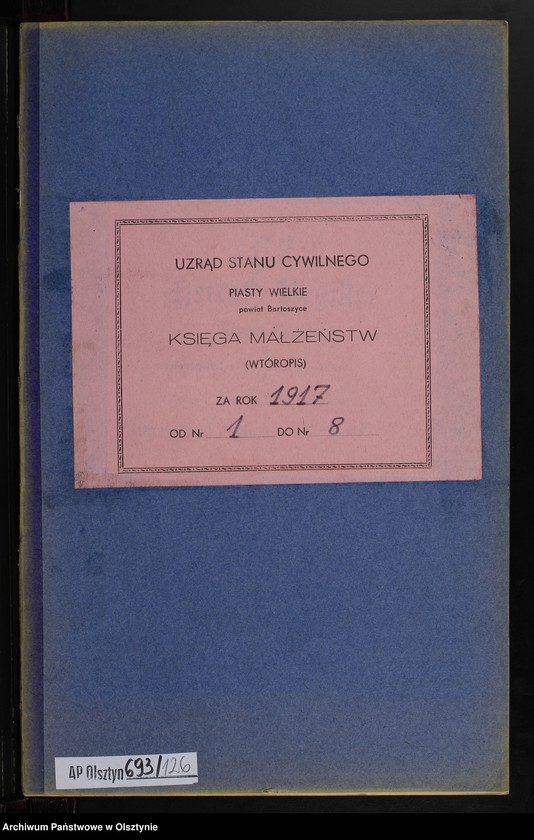 UZRĄD STANU CYWILNEGO
PIASTY WIELKIE
powiat Bartoszyce
KSIĘGA MAŁŻEŃSTW
(WTÓROPIS)
ZA ROK 1917
OD Nr 1 DO Nr 8
AP Olsztyn 693/126
Archiwum Państwowe w Olsztynie